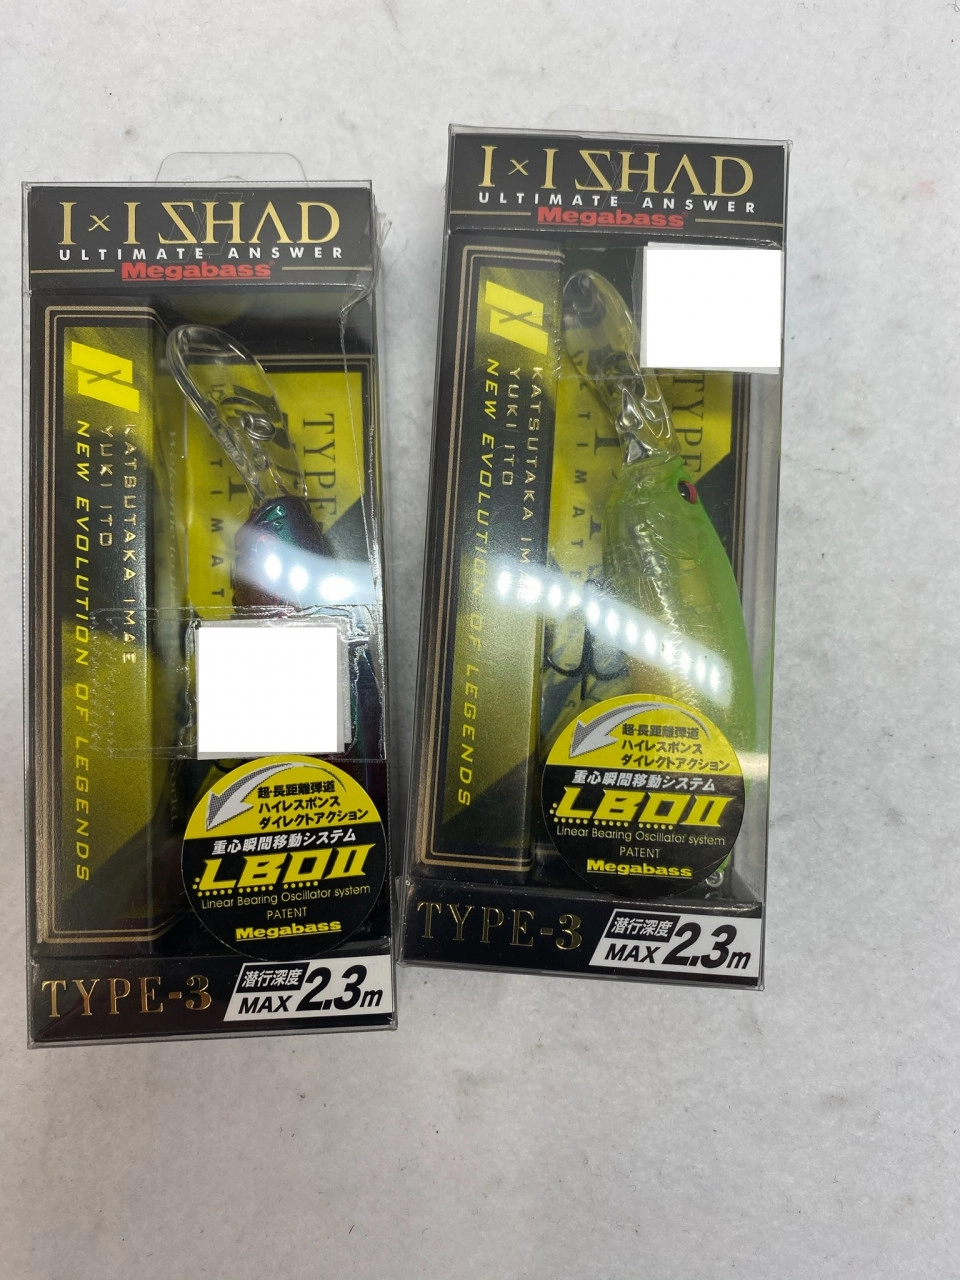 I×I SHAD
ULTIMATE ANSWER
Megabass
KATSUTAKA IMAE
YUKI ITO
NEW EVOLUTION OF LEGENDS
TYPE
超・長距離弾道
ハイレスポンス
ダイレクトアクション
重心瞬間移動システム
LBOII
Linear Bearing Oscillator system
PATENT
Megabass
TYPE-3
潜行深度
MAX 2.3m
I×I SHAD
ULTIMATE ANSWER
Megabass
KATSUTAKA IMAE
YUKI ITO
NEW EVOLUTION OF LEGENDS
TYPE
超・長距離弾道
ハイレスポンス
ダイレクトアクション
重心瞬間移動システム
LBOII
Linear Bearing Oscillator system
PATENT
Megabass
TYPE-3
潜行深度
MAX 2.3m